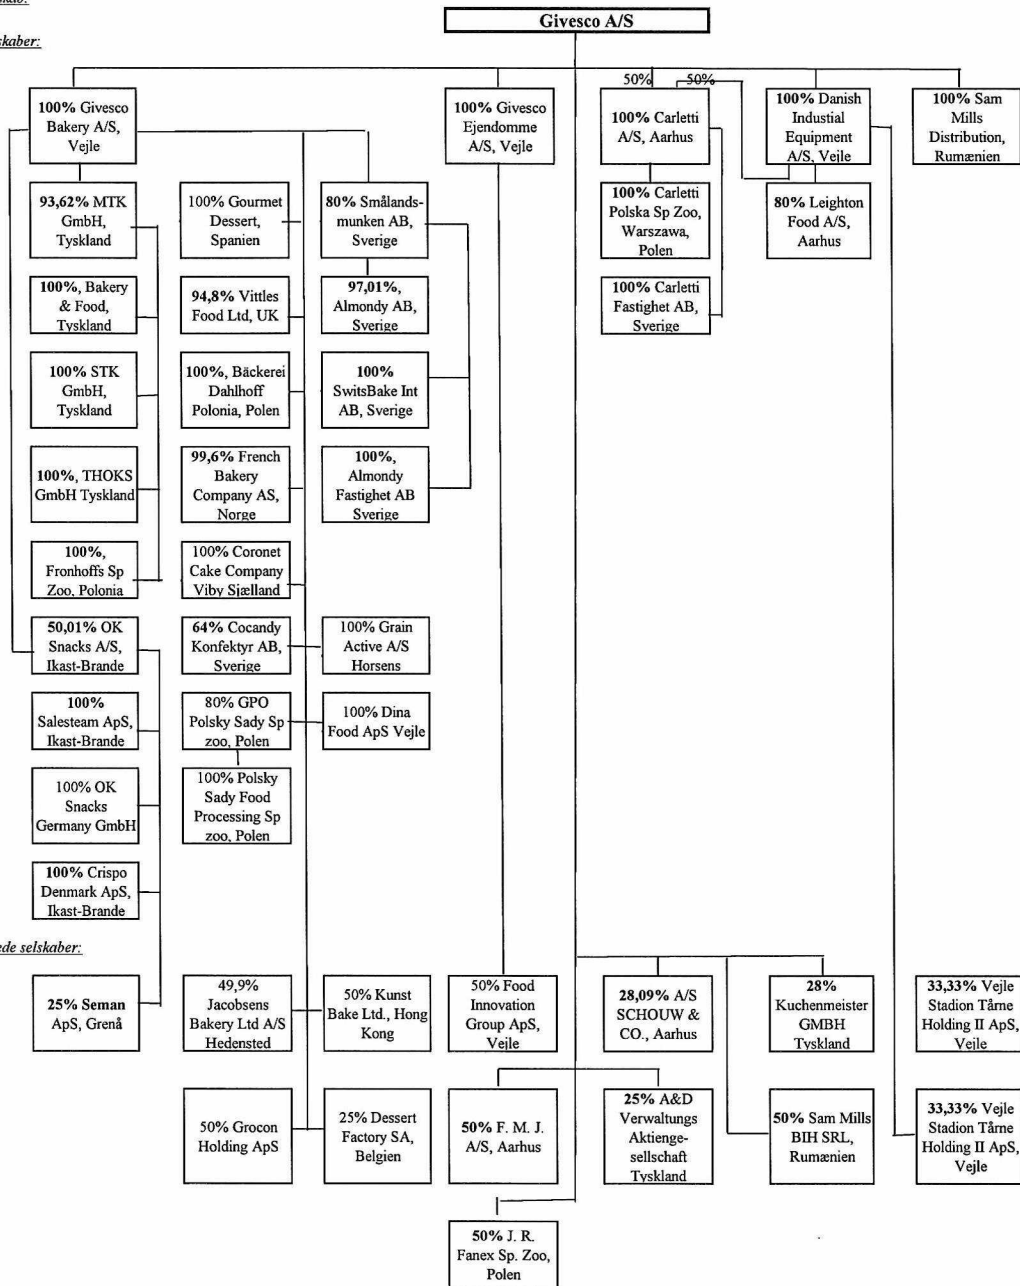 skaber:
Givesco A/S
50%
50%
100% Givesco
Bakery A/S,
Vejle
100% Givesco
Ejendomme
A/S, Vejle
100% Carletti
A/S, Aarhus
100% Danish
Industial
Equipment
A/S, Vejle
100% Sam
Mills
Distribution,
Rumænien
93,62% MTK
GmbH,
Tyskland
100% Gourmet
Dessert,
Spanien
80% Smålands-
munken AB,
Sverige
100% Carletti
Polska Sp Zoo,
Warszawa,
Polen
80% Leighton
Food A/S,
Aarhus
100%, Bakery
& Food,
Tyskland
94,8% Vittles
Food Ltd, UK
97,01%,
Almondy AB,
Sverige
100% Carletti
Fastighet AB,
Sverige
100% STK
GmbH,
Tyskland
100%, Bäckerei
Dahlhoff
Polonia, Polen
100%
SwitsBake Int
AB, Sverige
100%, THOKS
GmbH Tyskland
99,6% French
Bakery
Company AS,
Norge
100%,
Almondy
Fastighet AB
Sverige
100%,
Fronhoffs Sp
Zoo, Polonia
100% Coronet
Cake Company
Viby Sjælland
50,01% OK
Snacks A/S,
Ikast-Brande
64% Cocandy
Konfektyr AB,
Sverige
100% Grain
Active A/S
Horsens
100%
Salesteam ApS,
Ikast-Brande
80% GPO
Polsky Sady Sp
zoo, Polen
100% Dina
Food ApS Vejle
100% OK
Snacks
Germany GmbH
100% Polsky
Sady Food
Processing Sp
zoo, Polen
100% Crispo
Denmark ApS,
Ikast-Brande
ede selskaber:
25% Seman
ApS, Grenå
49,9%
Jacobsens
Bakery Ltd A/S
Hedensted
50% Kunst
Bake Ltd., Hong
Kong
50% Food
Innovation
Group ApS,
Vejle
28,09% A/S
SCHOUW &
CO., Aarhus
28%
Kuchenmeister
GMBH
Tyskland
33,33% Vejle
Stadion Tårne
Holding II ApS,
Vejle
50% Grocon
Holding ApS
25% Dessert
Factory SA,
Belgien
50% F. M. J.
A/S, Aarhus
25% A&D
Verwaltungs
Aktienge-
sellschaft
Tyskland
50% Sam Mills
BIH SRL,
Rumænien
33,33% Vejle
Stadion Tårne
Holding II ApS,
Vejle
50% J. R.
Fanex Sp. Zoo,
Polen